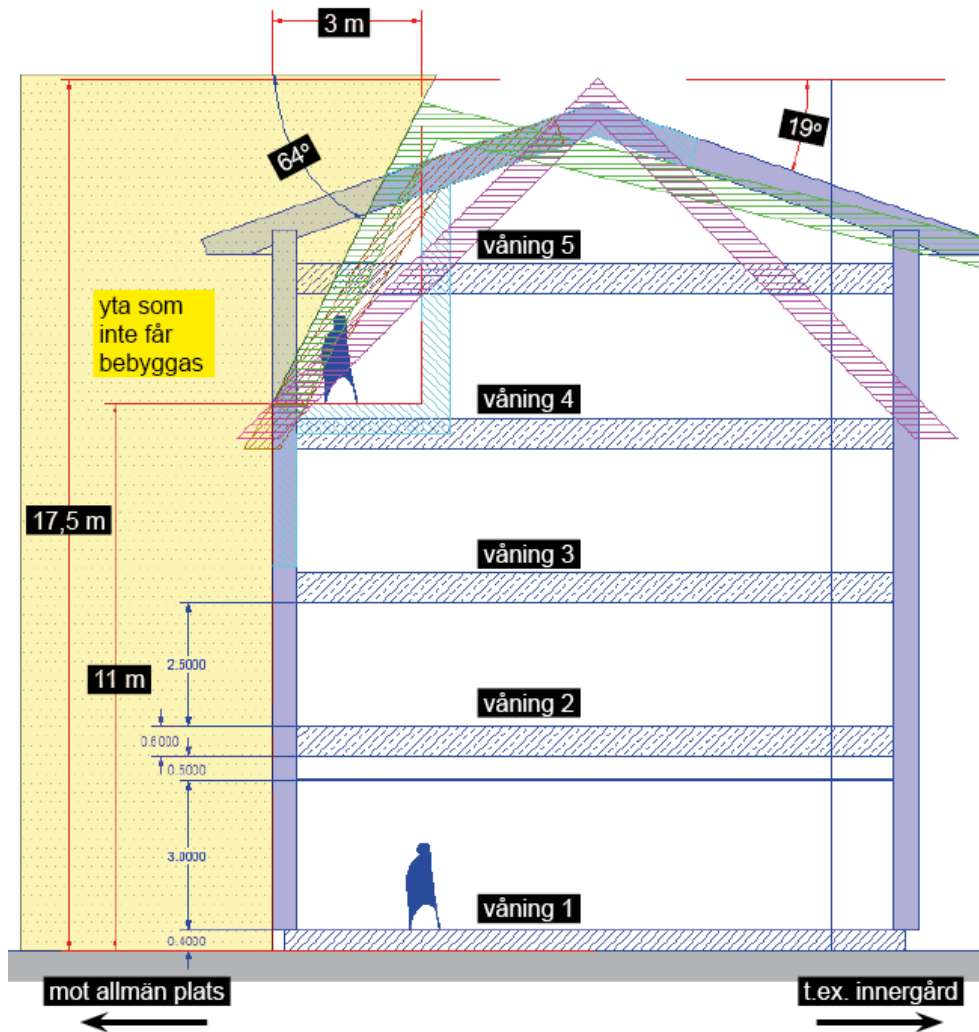 3 m
64º
19º
våning 5
yta som
inte får
bebyggas
våning 4
17,5 m
våning 3
2.5000
11 m
våning 2
0.6000
0.5000
3.0000
våning 1
0.4000
mot allmän plats
t.ex. innergård